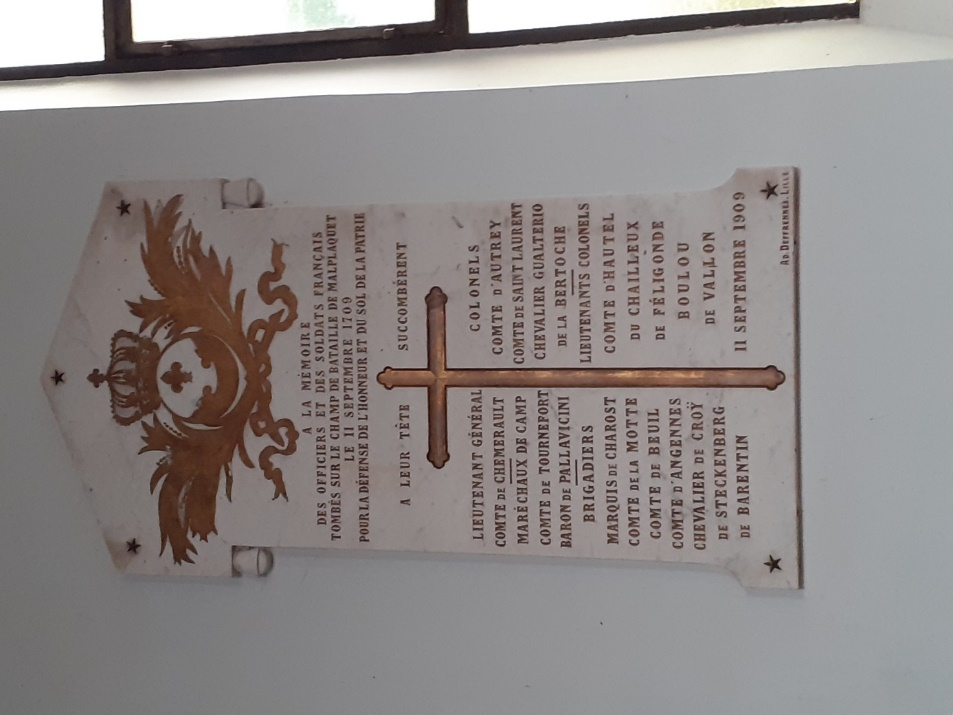 A LA MÉMOIRE
DES OFFICIERS ET DES SOLDATS FRANÇAIS
TOMBÉS SUR LE CHAMP DE BATAILLE DE MALPLAQUET
LE 11 SEPTEMBRE 1709
POUR LA DÉFENSE DE L'HONNEUR ET DU SOL DE LA PATRIE
A LEUR TÊTE SUCCOMBÈRENT
LIEUTENANT GÉNÉRAL
COMTE DE CHEMERAULT
MARÉCHAUX DE CAMP
COMTE DE TOURNEFORT
BARON DE PALLAVICINI
BRIGADIERS
MARQUIS DE CHAROST
COMTE DE LA MOTTE
COMTE DE BEUIL
COMTE D'ANGENNES
CHEVALIER DE CROŸ
DE STECKENBERG
DE BARENTIN
COLONELS
COMTE D'AUTREY
COMTE DE SAINT LAURENT
CHEVALIER GUALTERIO
DE LA BERTOCHE
LIEUTENANTS COLONELS
COMTE D'HAUTEL
DU CHAILLEUX
DE FÉLIGONDE
BOULOU
DE VALLON
11 SEPTEMBRE 1909
AD. DEFFRENNES. LILLE